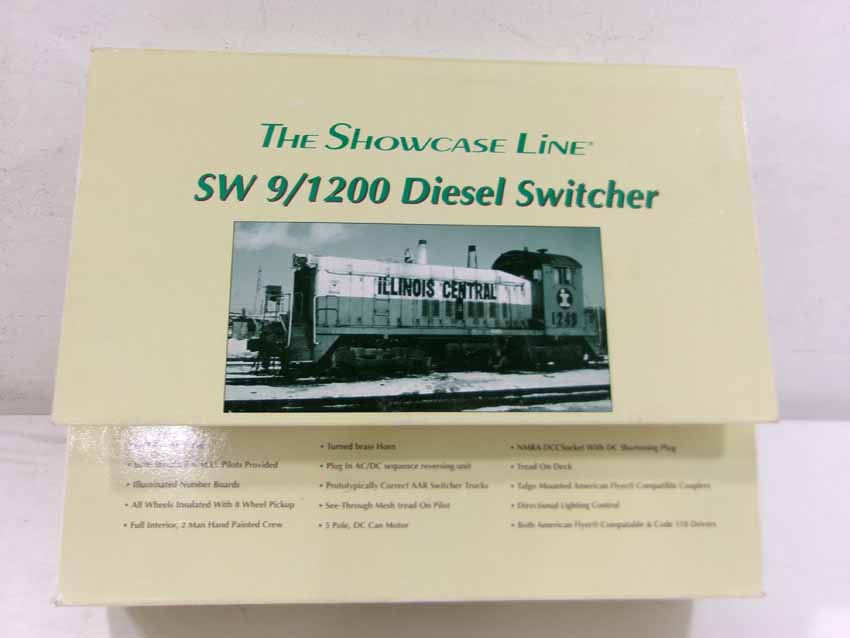 THE SHOWCASE LINE®
SW 9/1200 Diesel Switcher
ILLINOIS CENTRAL
• Turned brass Horn
• NMRA DCC Socket With DC Shortening Plug
Pilots Provided
• Plug In AC/DC sequence reversing unit
• Tread On Deck
• Illuminated Number Boards
• Prototypically Correct AAR Switcher Trucks
• Talgo Mounted American Flyer® Compatible Couplers
• All Wheels Insulated With 8 Wheel Pickup
• See-Through Mesh tread On Pilot
• Directional Lighting Control
• Full Interior, 2 Man Hand Painted Crew
• 5 Pole, DC Can Motor
• Both American Flyer® Compatable & Code 110 Drivers